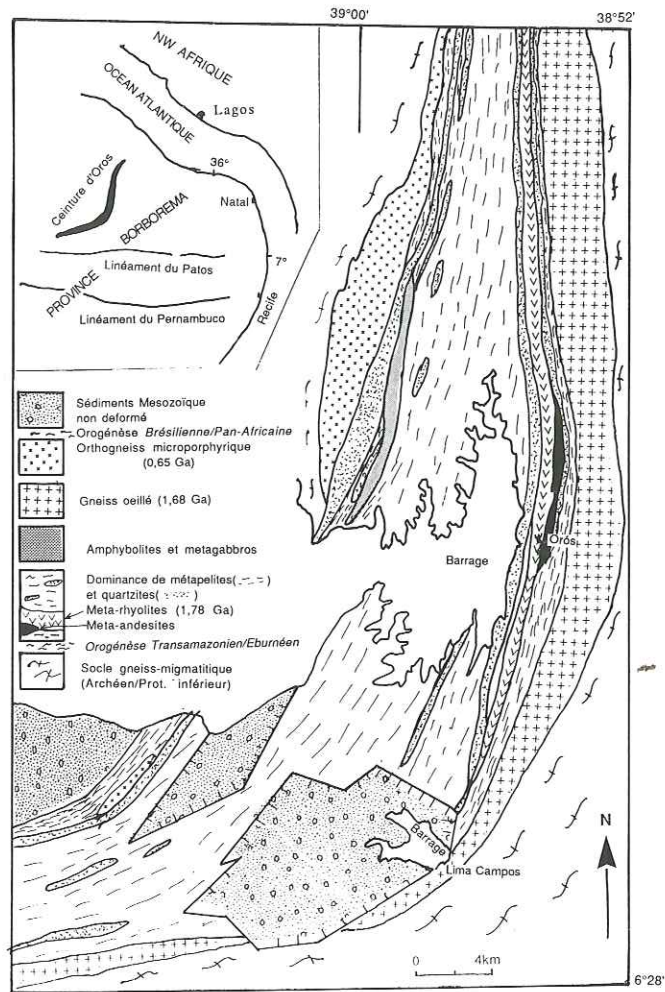 39°00'
38°52'
NW AFRIQUE
OCEAN ATLANTIQUE
Lagos
36°
Natal
Ceinture d'Oros
BORBOREMA
PROVINCE
Linéament du Patos
7°
Linéament du Pernambuco
Recife
Sédiments Mesozoïque
non deformé
Orogénèse Brésilienne/Pan-Africaine
Orthogneiss microporphyrique
(0,65 Ga)
Gneiss oeillé (1,68 Ga)
Amphybolites et metagabbros
Dominance de métapelites( )
et quartzites( )
Meta-rhyolites (1,78 Ga)
Meta-andesites
Orogénèse Transamazonien/Eburnéen
Socle gneiss-migmatitique
(Archéen/Prot. inférieur)
Barrage
Orós
Barrage
Lima Campos
N
0 4km
6°28'